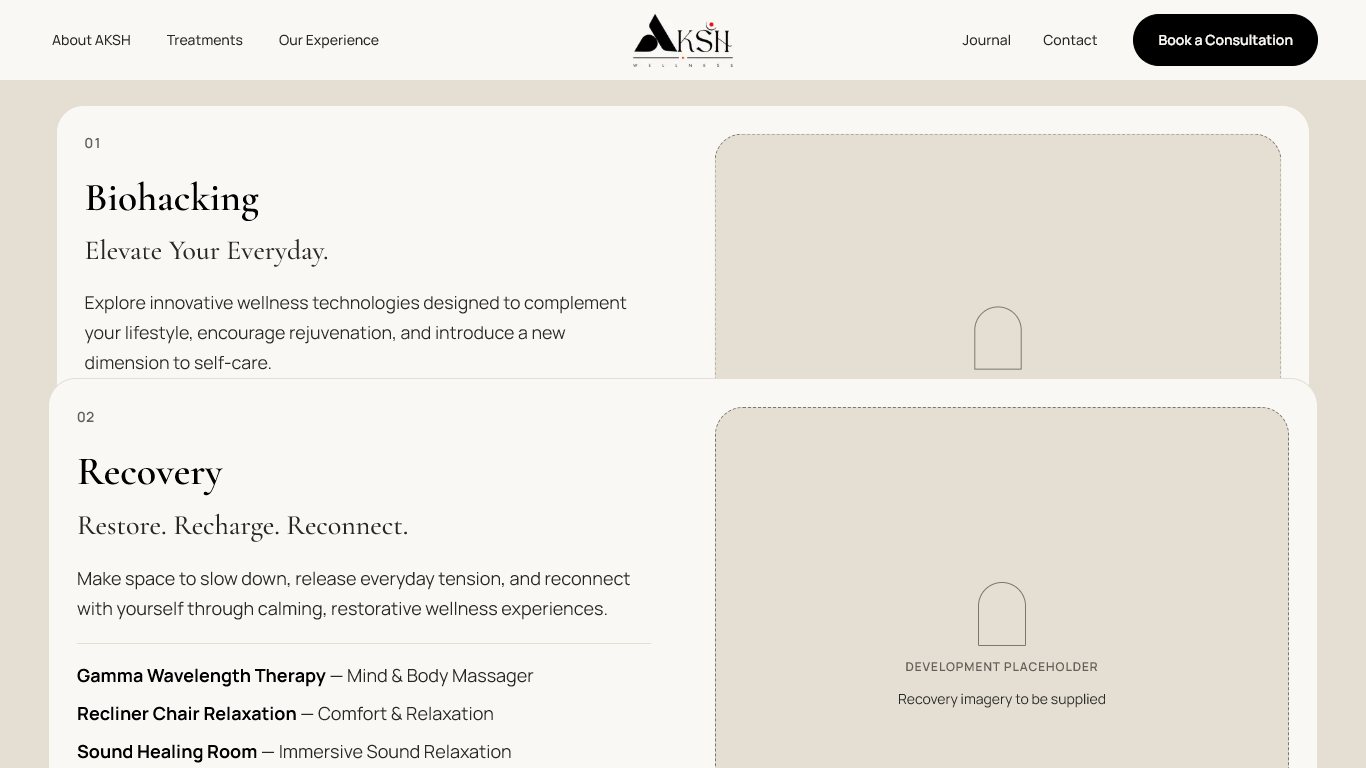 About AKSH
Treatments
Our Experience
AKSH
WELLNESS
Journal
Contact
Book a Consultation
01
Biohacking
Elevate Your Everyday.
Explore innovative wellness technologies designed to complement
your lifestyle, encourage rejuvenation, and introduce a new
dimension to self-care.
02
Recovery
Restore. Recharge. Reconnect.
Make space to slow down, release everyday tension, and reconnect
with yourself through calming, restorative wellness experiences.
Gamma Wavelength Therapy — Mind & Body Massager
Recliner Chair Relaxation — Comfort & Relaxation
Sound Healing Room — Immersive Sound Relaxation
DEVELOPMENT PLACEHOLDER
Recovery imagery to be supplied